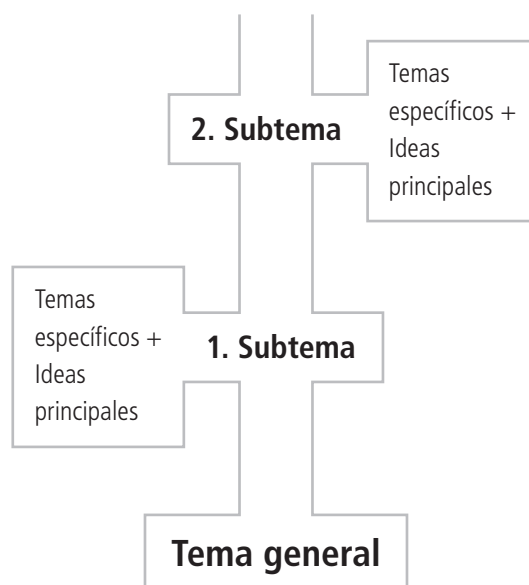 Temas
específicos +
Ideas
principales
2. Subtema
Temas
específicos +
Ideas
principales
1. Subtema
Tema general